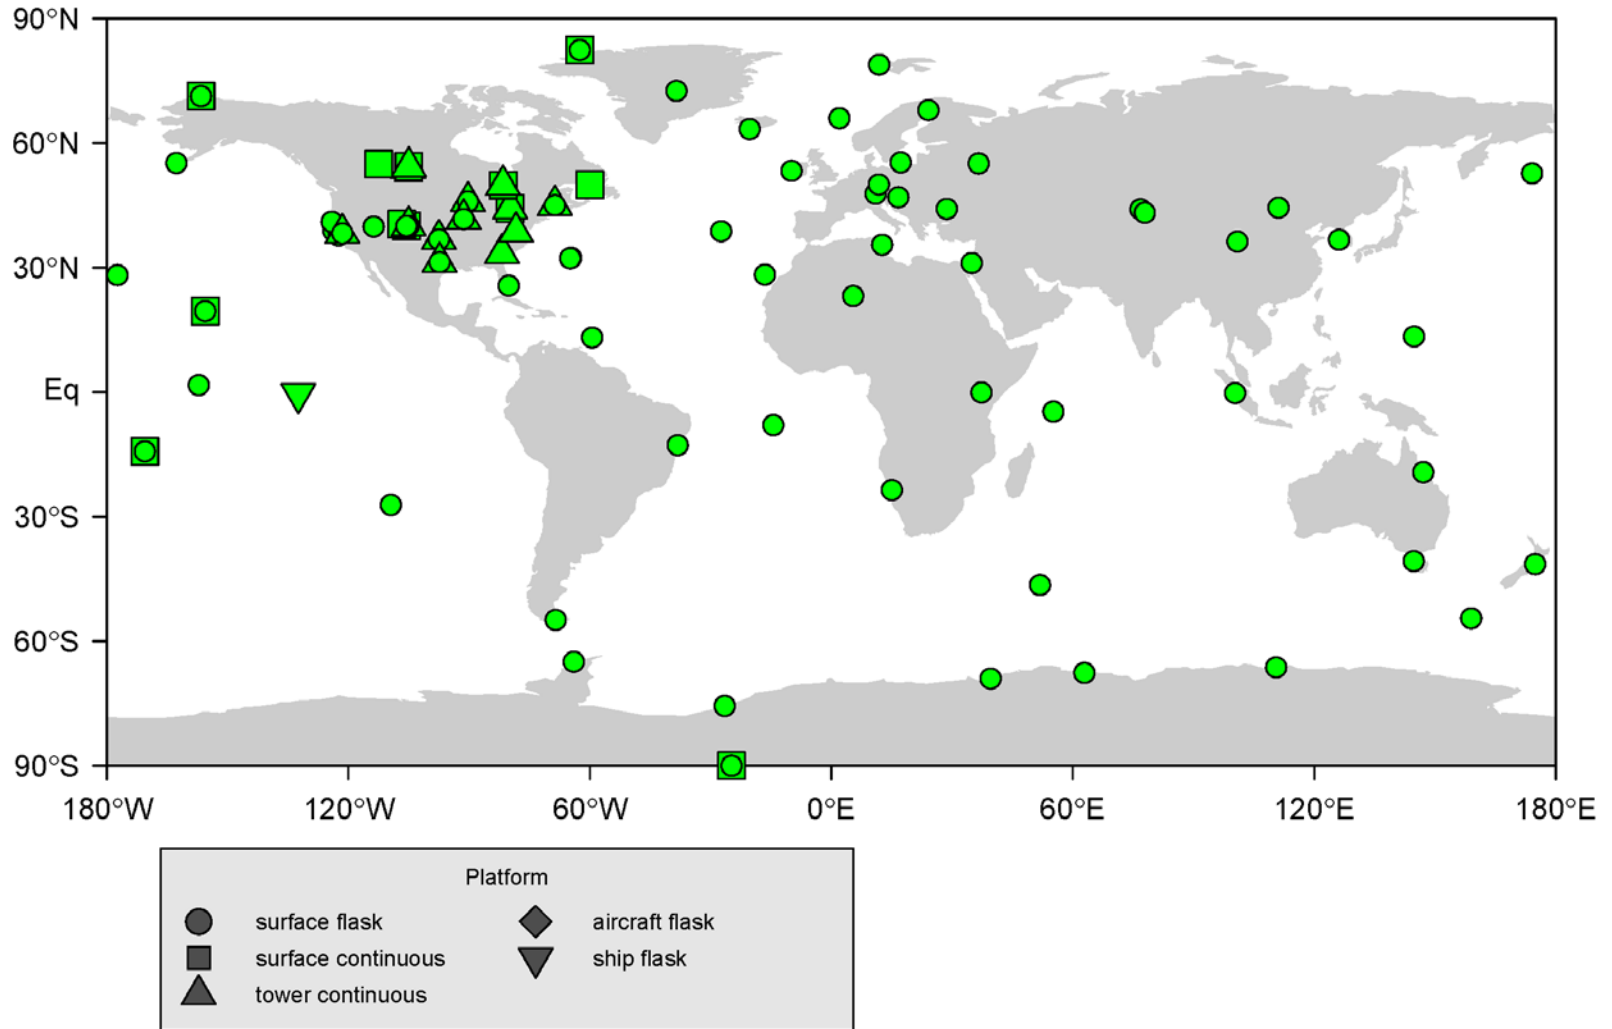 90°N
60°N
30°N
Eq
30°S
60°S
90°S
180°W 120°W 60°W 0°E 60°E 120°E 180°E
Platform
surface flask aircraft flask
surface continuous ship flask
tower continuous